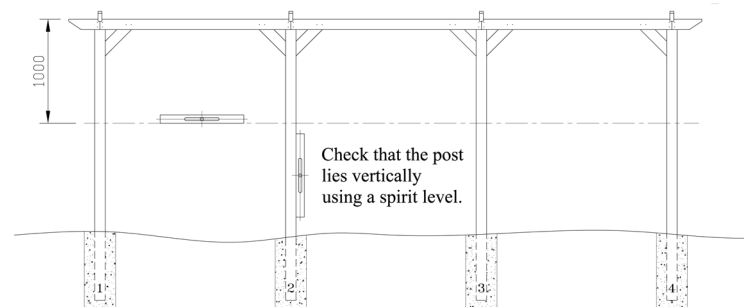 1000
Check that the post
lies vertically
using a spirit level.
1 2 3 4